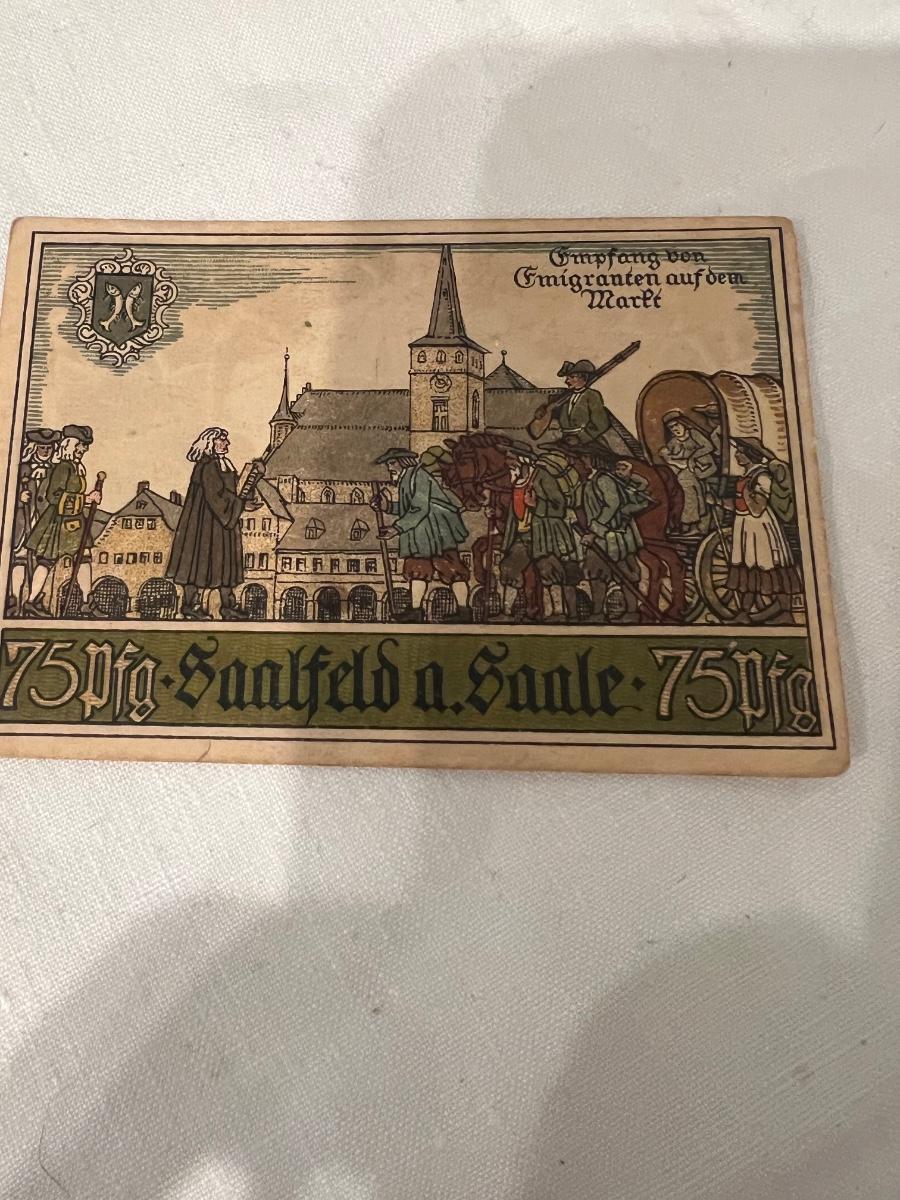 Empfang von
Emigranten auf dem
Markt
75 Pfg · Saalfeld a. Saale · 75 Pfg